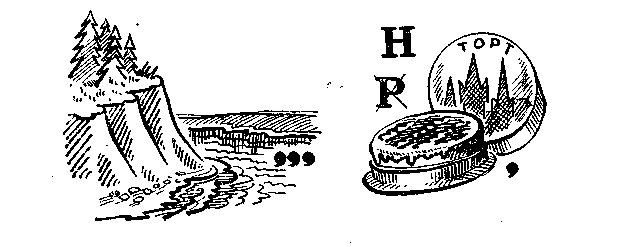 Н
ТОРТ
Р
,,,
,